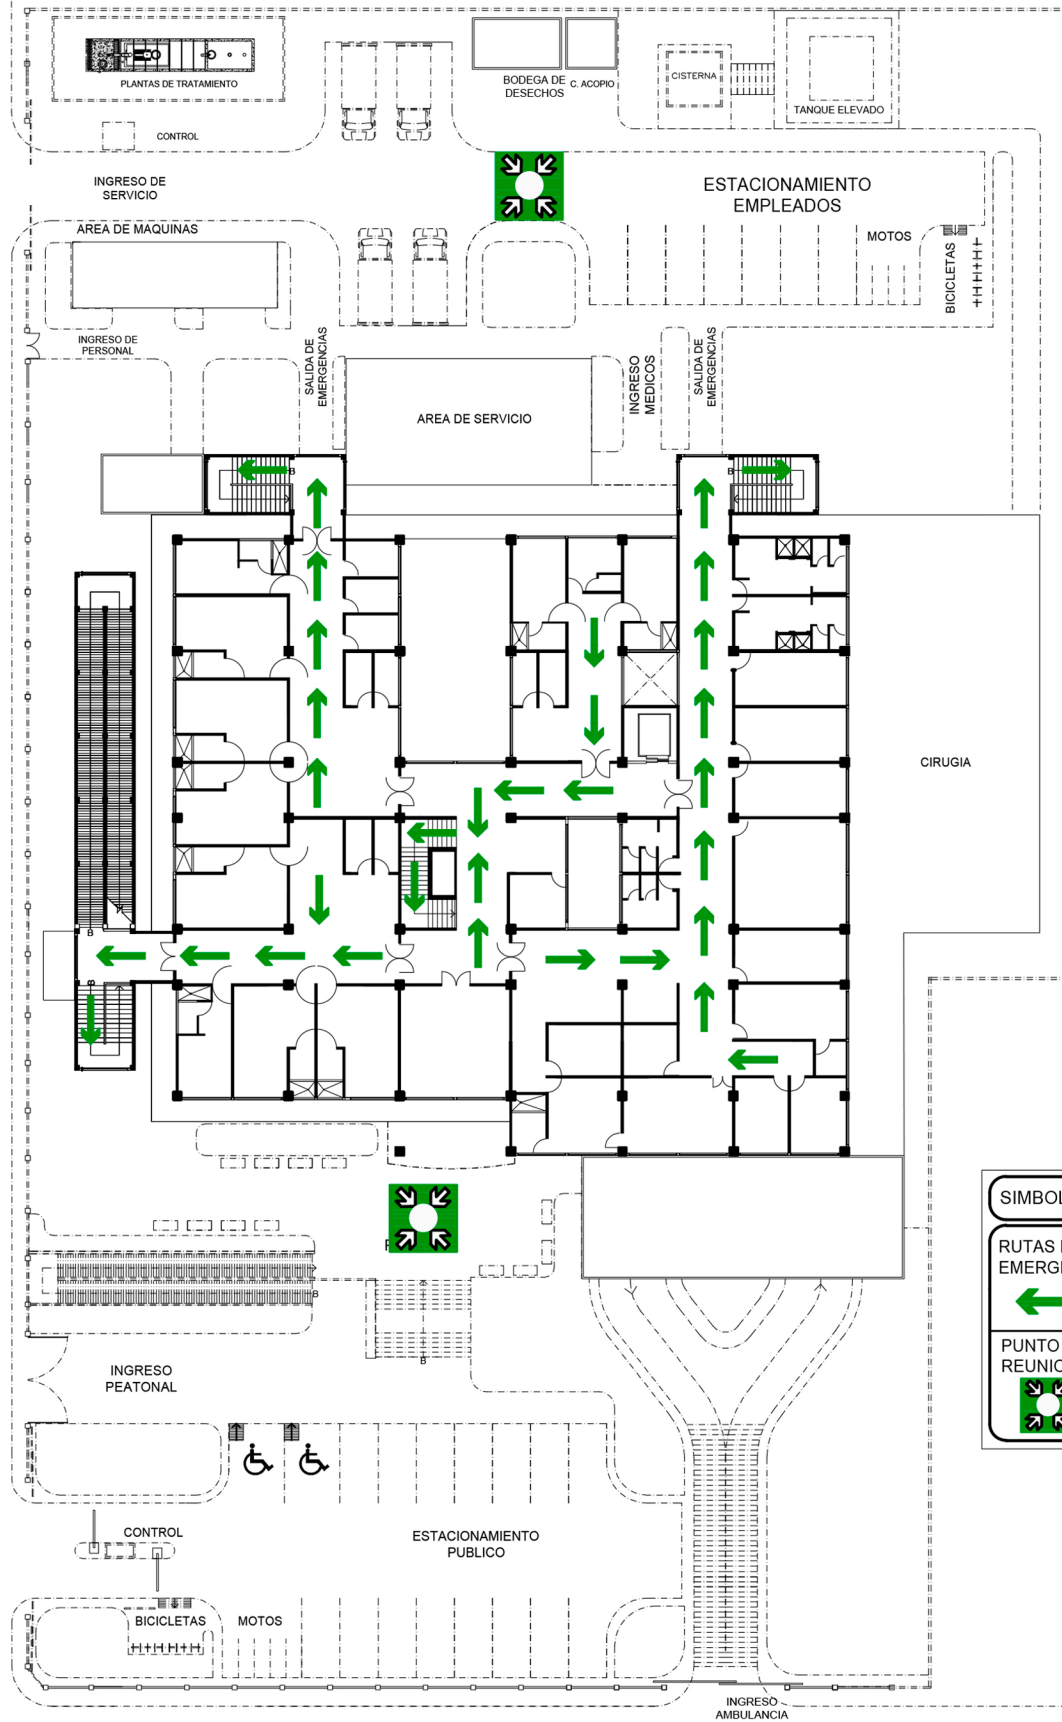 PLANTAS DE TRATAMIENTO
BODEGA DE
DESECHOS
C. ACOPIO
CISTERNA
TANQUE ELEVADO
CONTROL
INGRESO DE
SERVICIO
ESTACIONAMIENTO
EMPLEADOS
AREA DE MAQUINAS
MOTOS
BICICLETAS
INGRESO DE
PERSONAL
SALIDA DE
EMERGENCIAS
INGRESO
MEDICOS
SALIDA DE
EMERGENCIAS
AREA DE SERVICIO
B
B
CIRUGIA
B
B
SIMBOL
RUTAS
EMERG
PUNTO
REUNIO
B
B
INGRESO
PEATONAL
CONTROL
ESTACIONAMIENTO
PUBLICO
BICICLETAS
MOTOS
INGRESO
AMBULANCIA